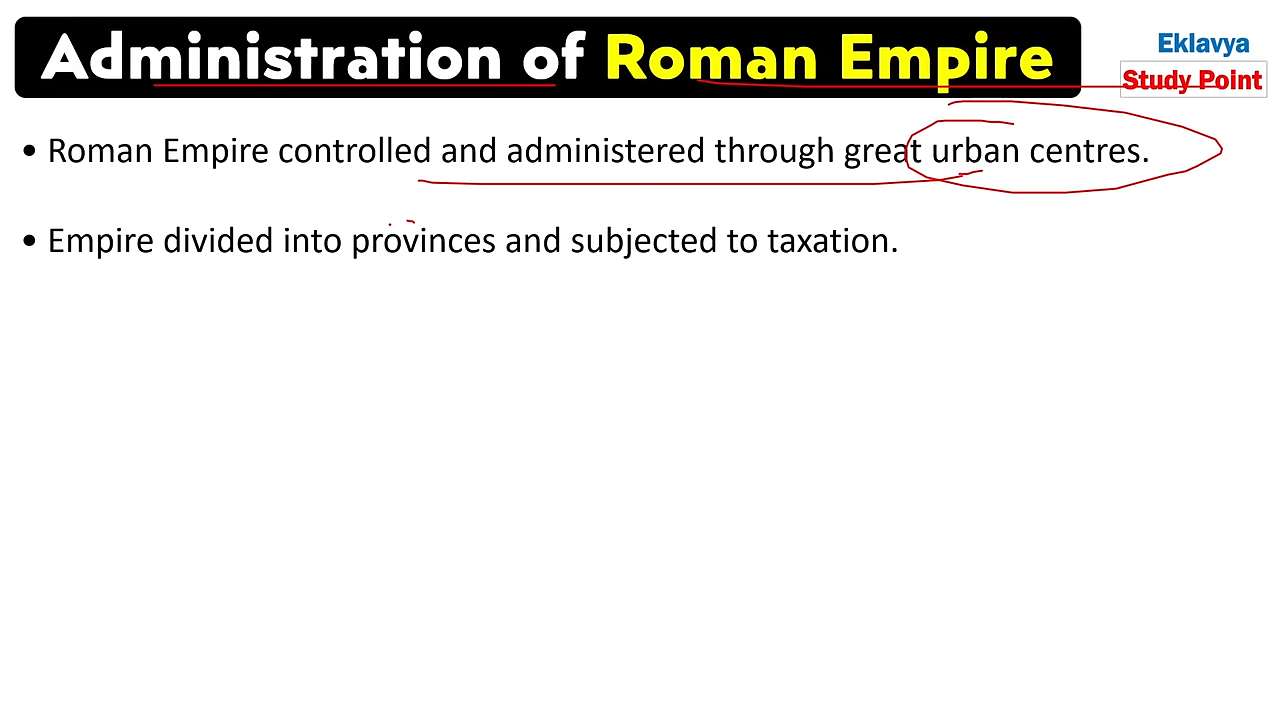 Administration of Roman Empire
Eklavya
Study Point
• Roman Empire controlled and administered through great urban centres.
• Empire divided into provinces and subjected to taxation.